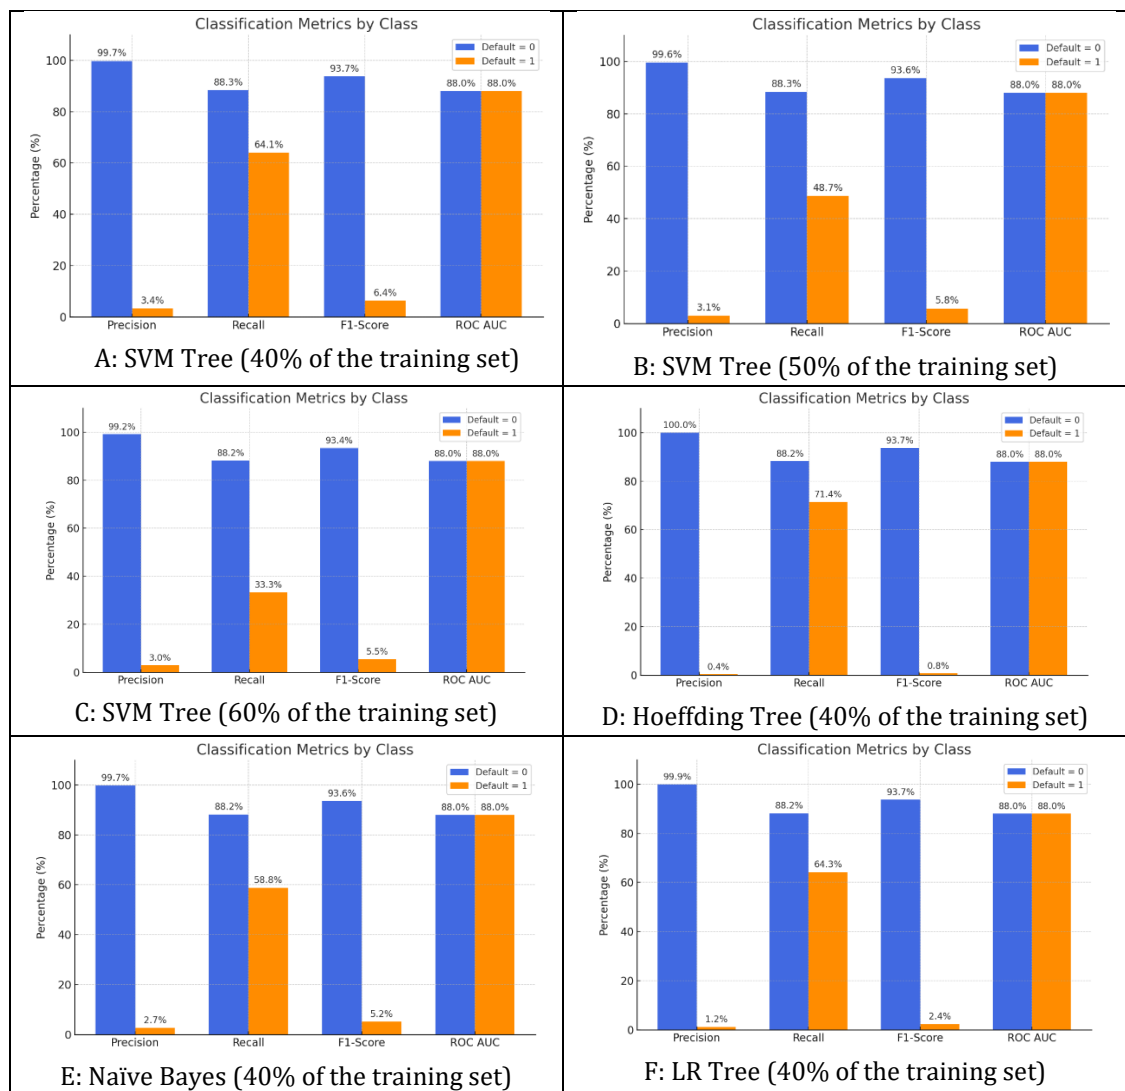 Classification Metrics by Class
Percentage (%)
100
80
60
40
20
0
99.7%
3.4%
88.3%
64.1%
93.7%
6.4%
88.0%
88.0%
Default = 0
Default = 1
Precision Recall F1-Score ROC AUC
A: SVM Tree (40% of the training set)
Classification Metrics by Class
Percentage (%)
100
80
60
40
20
0
99.6%
3.1%
88.3%
48.7%
93.6%
5.8%
88.0%
88.0%
Default = 0
Default = 1
Precision Recall F1-Score ROC AUC
B: SVM Tree (50% of the training set)
Classification Metrics by Class
Percentage (%)
100
80
60
40
20
0
99.2%
3.0%
88.2%
33.3%
93.4%
5.5%
88.0%
88.0%
Default = 0
Default = 1
Precision Recall F1-Score ROC AUC
C: SVM Tree (60% of the training set)
Classification Metrics by Class
Percentage (%)
100
80
60
40
20
0
100.0%
0.4%
88.2%
71.4%
93.7%
0.8%
88.0%
88.0%
Default = 0
Default = 1
Precision Recall F1-Score ROC AUC
D: Hoeffding Tree (40% of the training set)
Classification Metrics by Class
Percentage (%)
100
80
60
40
20
0
99.7%
2.7%
88.2%
58.8%
93.6%
5.2%
88.0%
88.0%
Default = 0
Default = 1
Precision Recall F1-Score ROC AUC
E: Naïve Bayes (40% of the training set)
Classification Metrics by Class
Percentage (%)
100
80
60
40
20
0
99.9%
1.2%
88.2%
64.3%
93.7%
2.4%
88.0%
88.0%
Default = 0
Default = 1
Precision Recall F1-Score ROC AUC
F: LR Tree (40% of the training set)